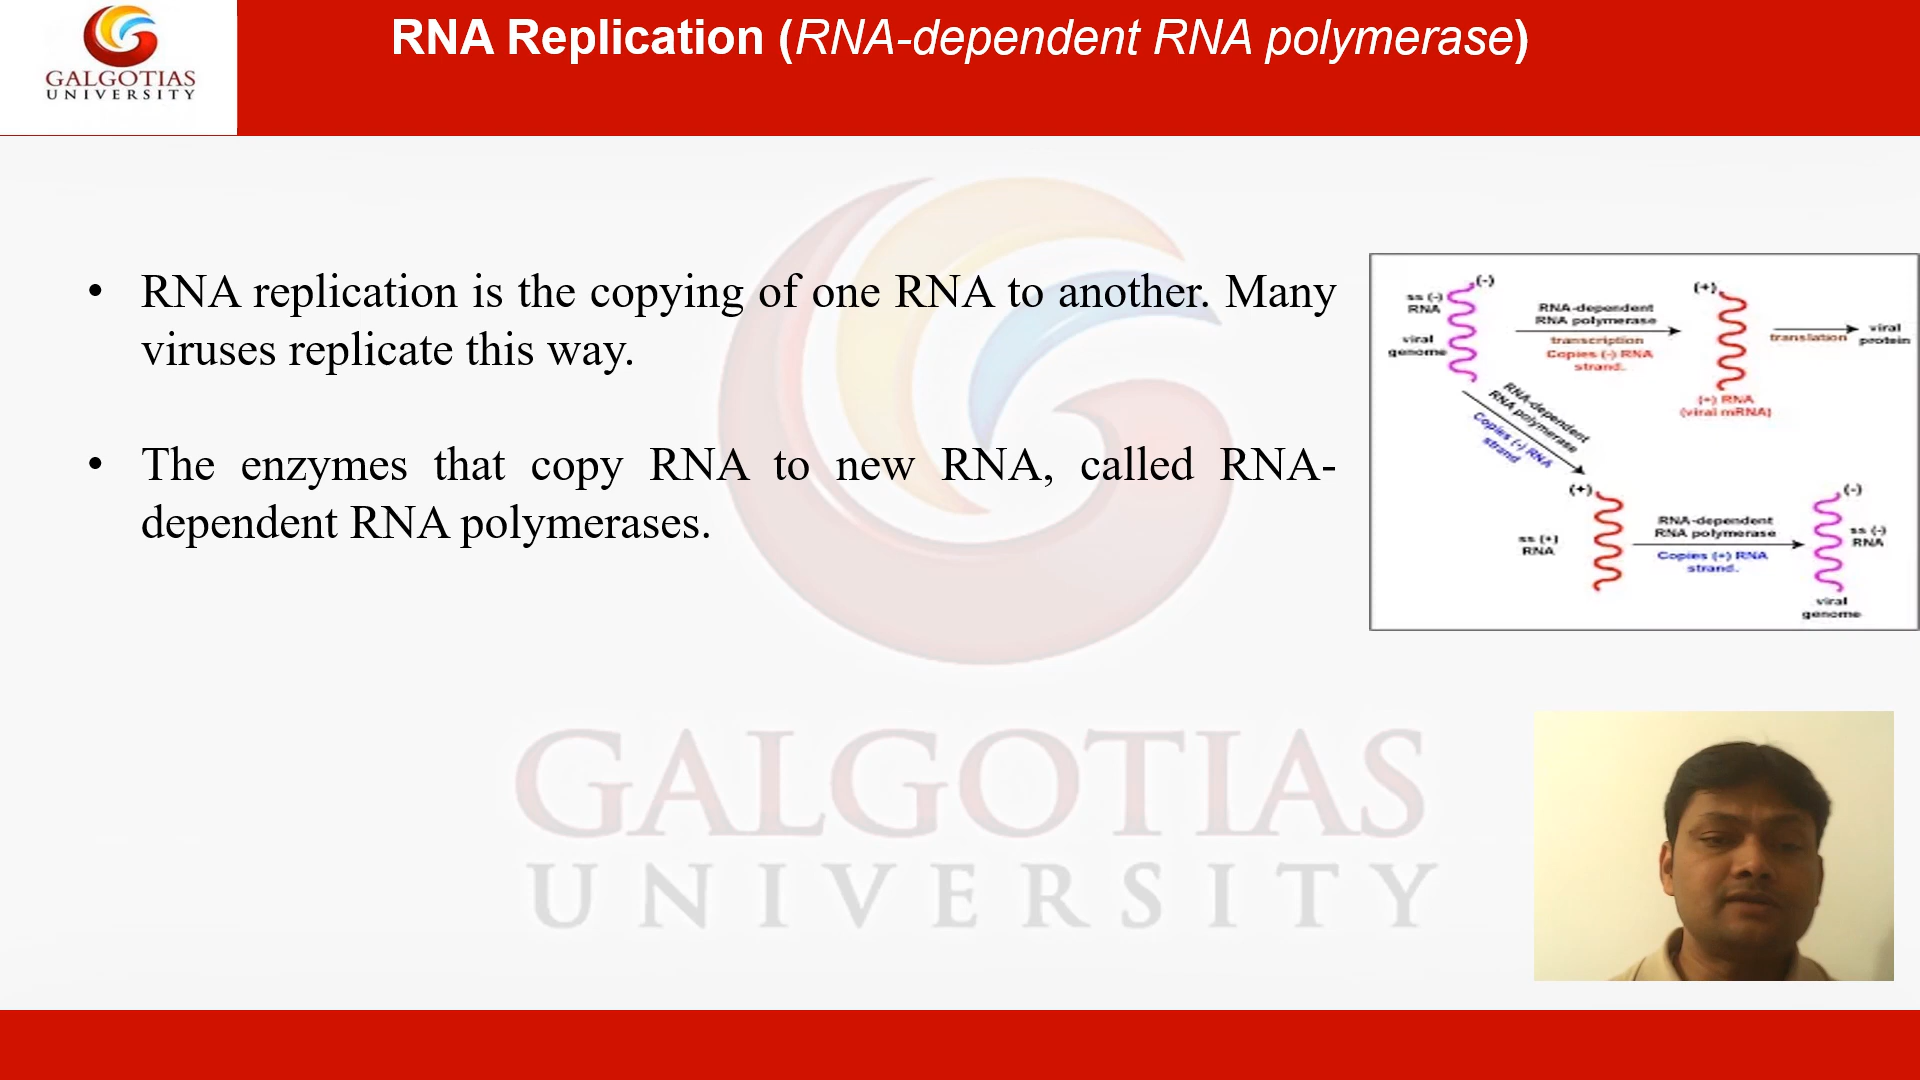 GALGOTIAS
UNIVERSITY
RNA Replication (RNA-dependent RNA polymerase)
• RNA replication is the copying of one RNA to another. Many
viruses replicate this way.
• The enzymes that copy RNA to new RNA, called RNA-
dependent RNA polymerases.
(-)
ss (-)
RNA
viral
genome
RNA-dependent
RNA polymerase
transcription
Copies (-) RNA
strand.
(+)
(+) RNA
(viral mRNA)
translation
viral
protein
RNA-dependent
RNA polymerase
Copies (-) RNA
strand
(+)
ss (+)
RNA
RNA-dependent
RNA polymerase
Copies (+) RNA
strand.
(-)
ss (-)
RNA
viral
genome
GALGOTIAS
UNIVERSITY